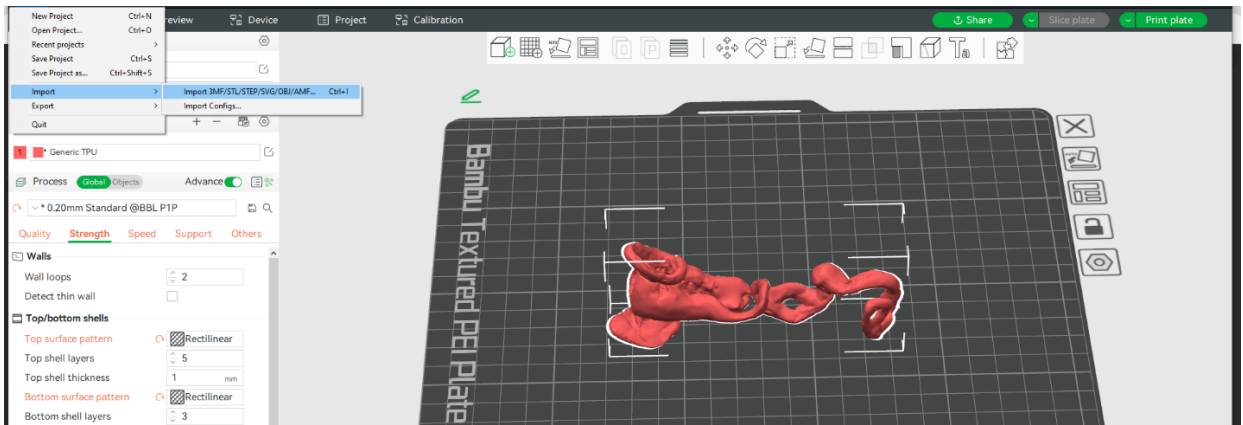 New Project Ctrl+N
Open Project... Ctrl+O
Recent projects >
Save Project Ctrl+S
Save Project as... Ctrl+Shift+S
Import >
Export >
Quit
Import 3MF/STL/STEP/SVG/OBJ/AMF... Ctrl+I
Import Configs...
Device
Project
Calibration
Share
Slice plate
Print plate
1 * Generic TPU
Process Global Objects Advance
* 0.20mm Standard @BBL P1P
Quality Strength Speed Support Others
Walls
Wall loops 2
Detect thin wall
Top/bottom shells
Top surface pattern Rectilinear
Top shell layers 5
Top shell thickness 1 mm
Bottom surface pattern Rectilinear
Bottom shell layers 3
Bambu Textured PEI Plate